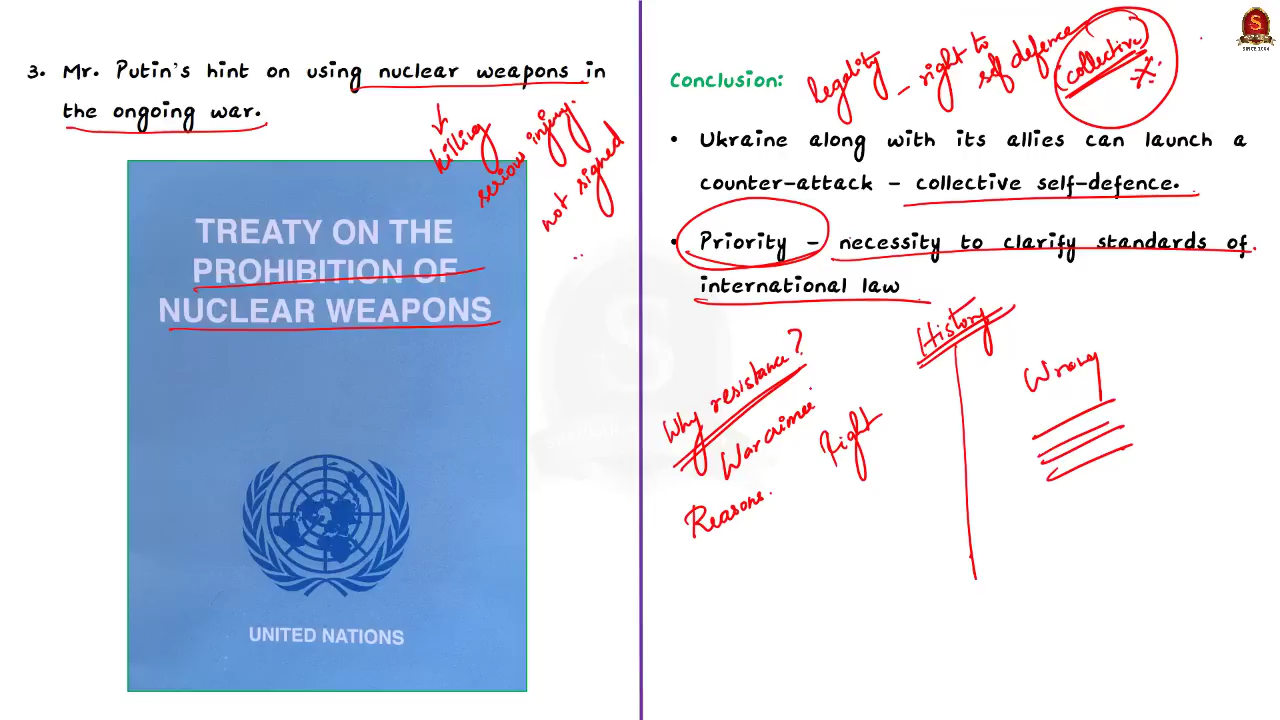 3. Mr. Putin's hint on using nuclear weapons in
the ongoing war.
killing
serious injury.
not signed
TREATY ON THE
PROHIBITION OF
NUCLEAR WEAPONS
UNITED NATIONS
S
SINCE 2004
Conclusion:
legality - right to
self defence
(collective)
• Ukraine along with its allies can launch a
counter-attack – collective self-defence.
• Priority – necessity to clarify standards of
international law
Why resistance?
War crimes
Reasons.
History
Right
Wrong